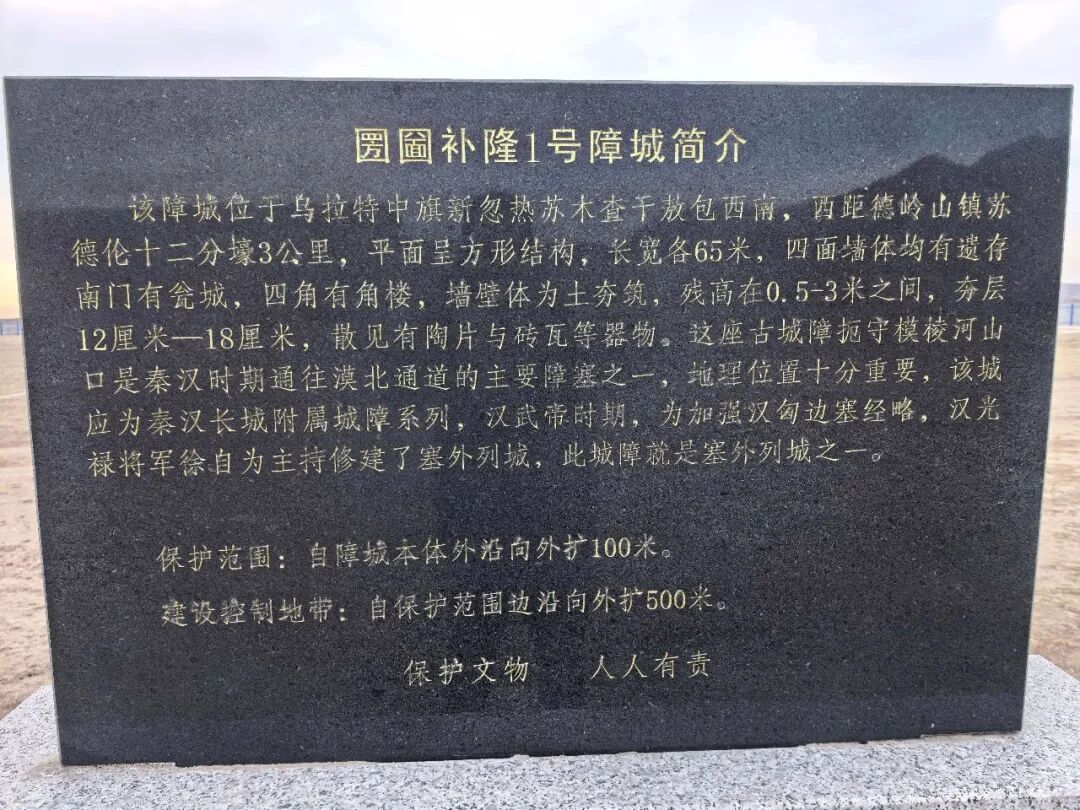 圐圙补隆1号障城简介
该障城位于乌拉特中旗新忽热苏木查干敖包西南，酉距德岭山镇苏
德伦十二分壕3公里，平面呈方形结构，长宽各65米，四面墙体均有遗存
南门有瓮城，四角有角楼，墙壁体为土夯筑，残高在0.5-3米之间，夯层
12厘米—18厘米，散见有陶片与砖瓦等器物。这座古城障扼守模棱河山
口是秦汉时期通往漠北通道的主要障塞之一，地理位置十分重要，该城
应为秦汉长城附属城障系列，汉武帝时期，为加强汉匈边塞经略，汉光
禄将军徐自为主持修建了塞外列城，此城障就是塞外列城之一。
保护范围：自障城本体外沿向外扩100米。
建设控制地带：自保护范围边沿向外扩500米。
保护文物 人人有责